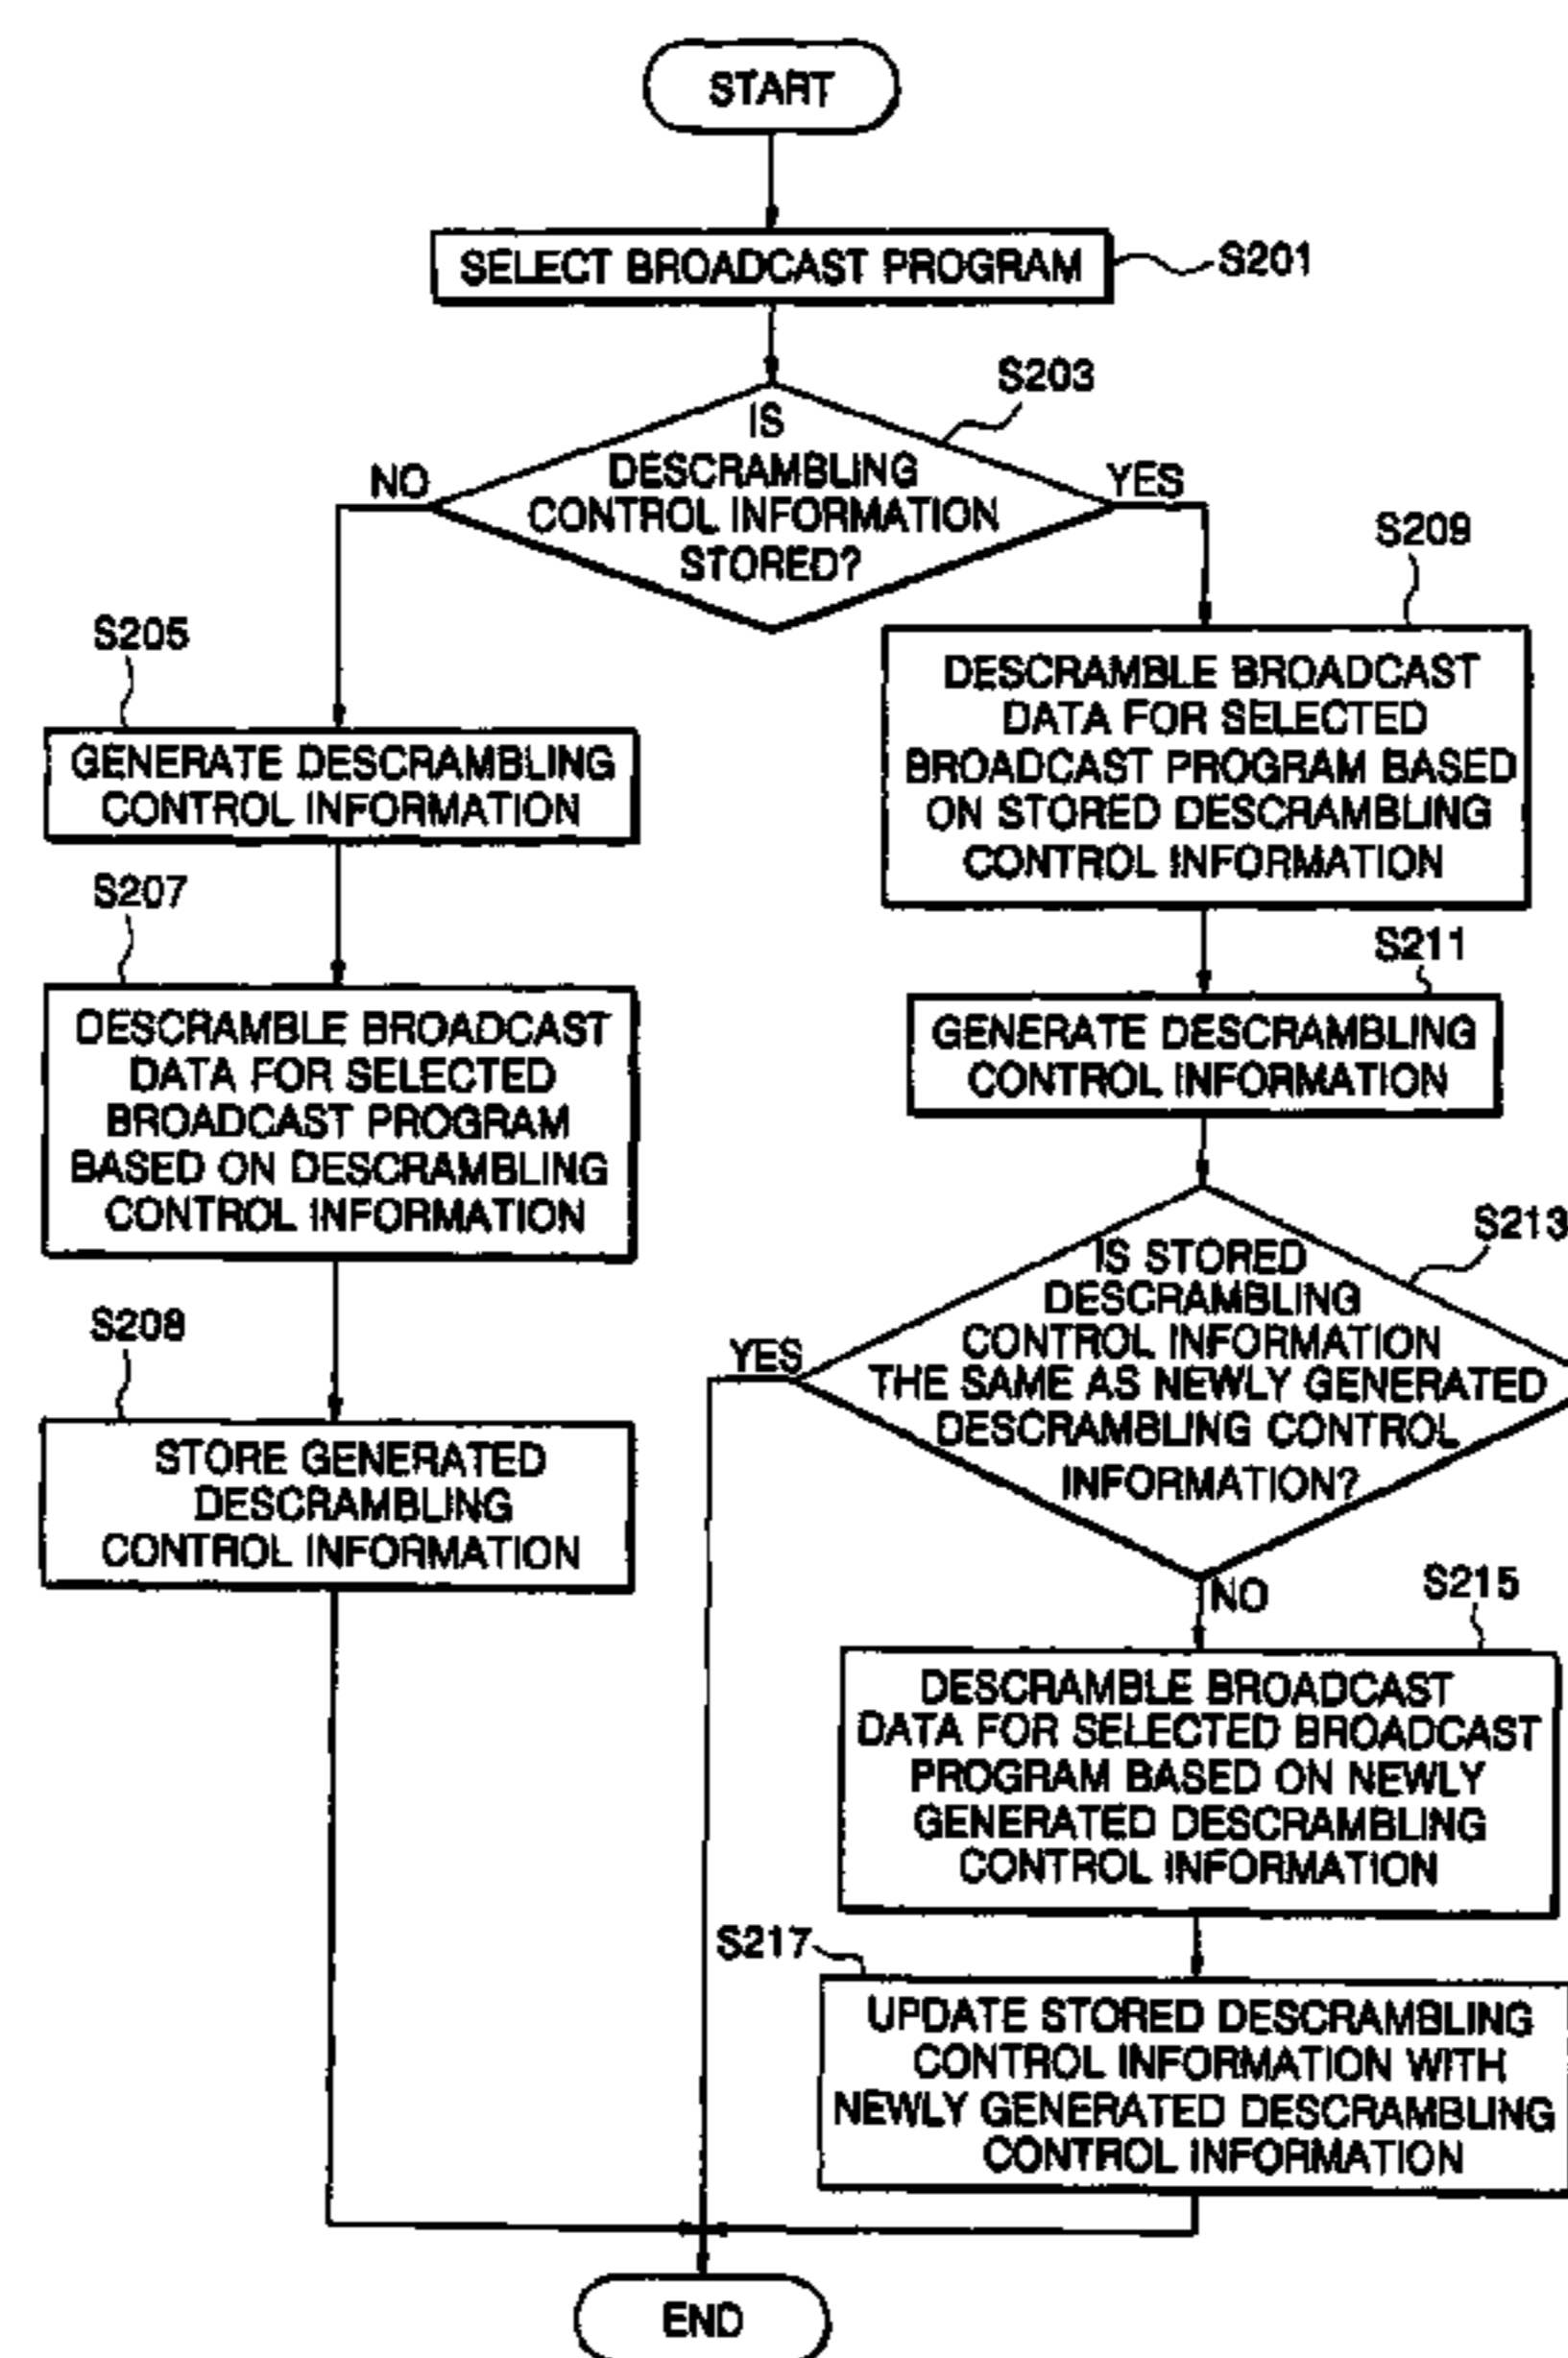 START
SELECT BROADCAST PROGRAM
S201
S203
IS
DESCRAMBLING
CONTROL INFORMATION
STORED?
NO
YES
S205
GENERATE DESCRAMBLING
CONTROL INFORMATION
S207
DESCRAMBLE BROADCAST
DATA FOR SELECTED
BROADCAST PROGRAM
BASED ON DESCRAMBLING
CONTROL INFORMATION
S208
STORE GENERATED
DESCRAMBLING
CONTROL INFORMATION
S209
DESCRAMBLE BROADCAST
DATA FOR SELECTED
BROADCAST PROGRAM BASED
ON STORED DESCRAMBLING
CONTROL INFORMATION
S211
GENERATE DESCRAMBLING
CONTROL INFORMATION
S213
IS STORED
DESCRAMBLING
CONTROL INFORMATION
THE SAME AS NEWLY GENERATED
DESCRAMBLING CONTROL
INFORMATION?
YES
NO
S215
DESCRAMBLE BROADCAST
DATA FOR SELECTED BROADCAST
PROGRAM BASED ON NEWLY
GENERATED DESCRAMBLING
CONTROL INFORMATION
S217
UPDATE STORED DESCRAMBLING
CONTROL INFORMATION WITH
NEWLY GENERATED DESCRAMBLING
CONTROL INFORMATION
END